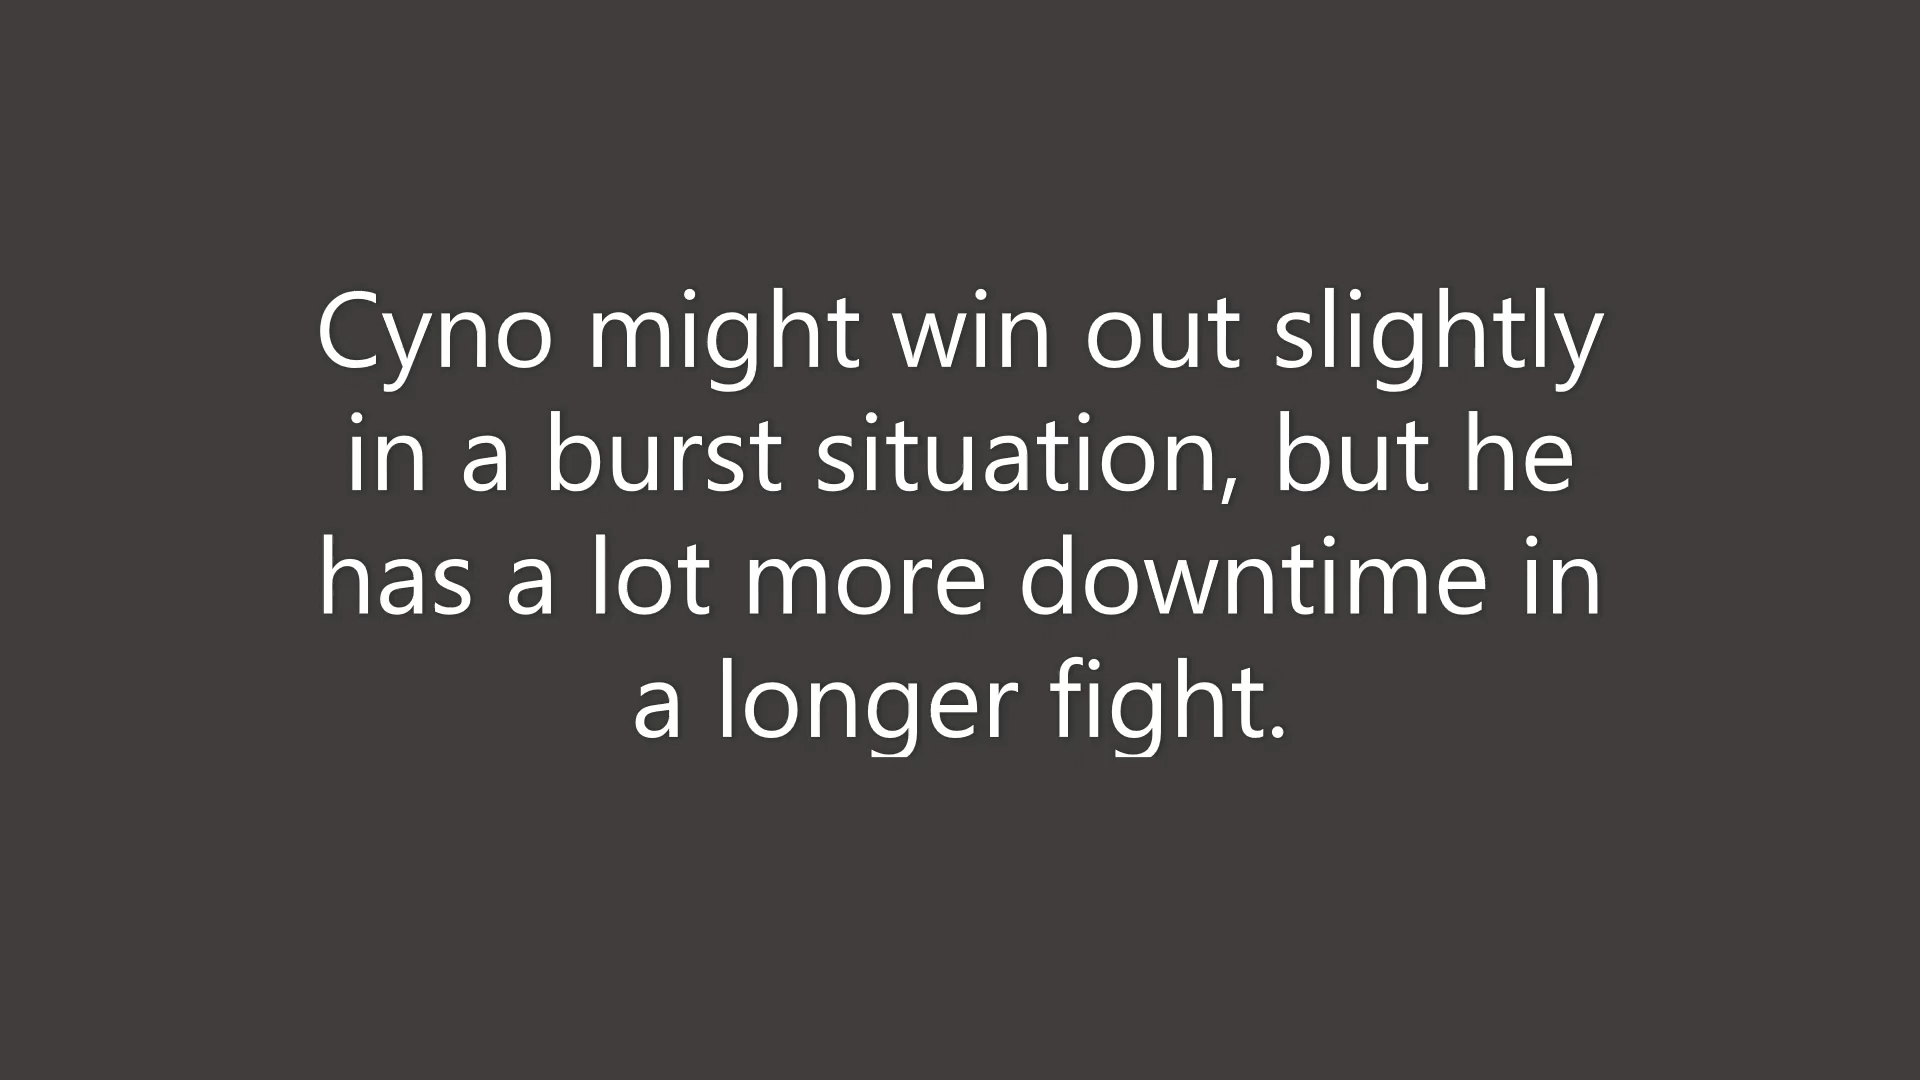 Cyno might win out slightly
in a burst situation, but he
has a lot more downtime in
a longer fight.